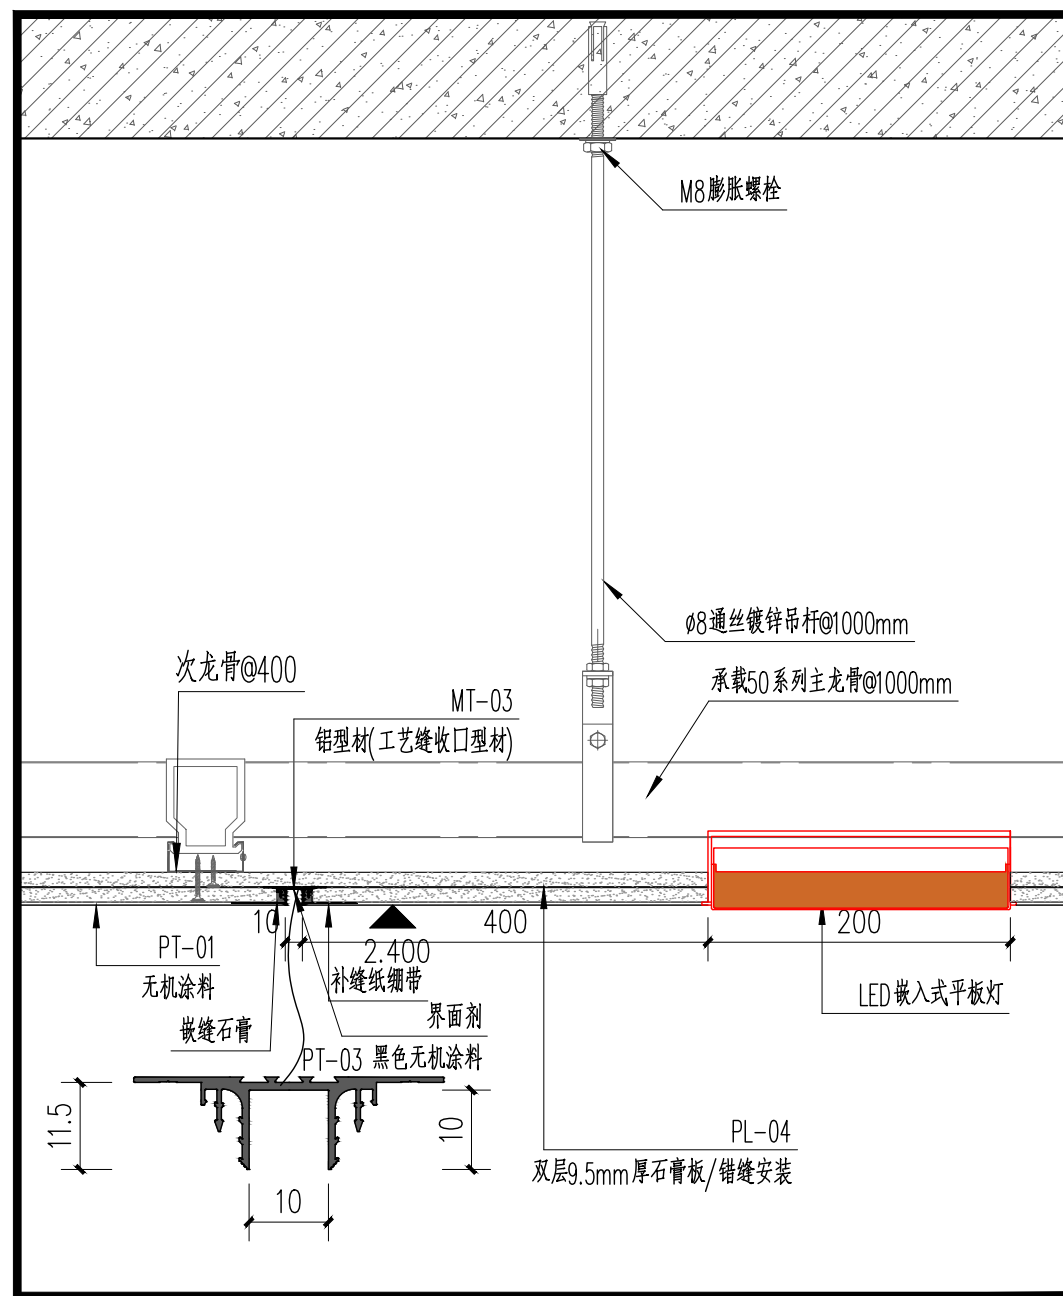 M8膨胀螺栓
ø8通丝镀锌吊杆@1000mm
次龙骨@400
承载50系列主龙骨@1000mm
MT-03
铝型材(工艺缝收口型材)
10
400
200
2.400
PT-01
无机涂料
补缝纸绷带
LED嵌入式平板灯
嵌缝石膏
界面剂
PT-03 黑色无机涂料
11.5
10
PL-04
双层9.5mm厚石膏板/错缝安装
10